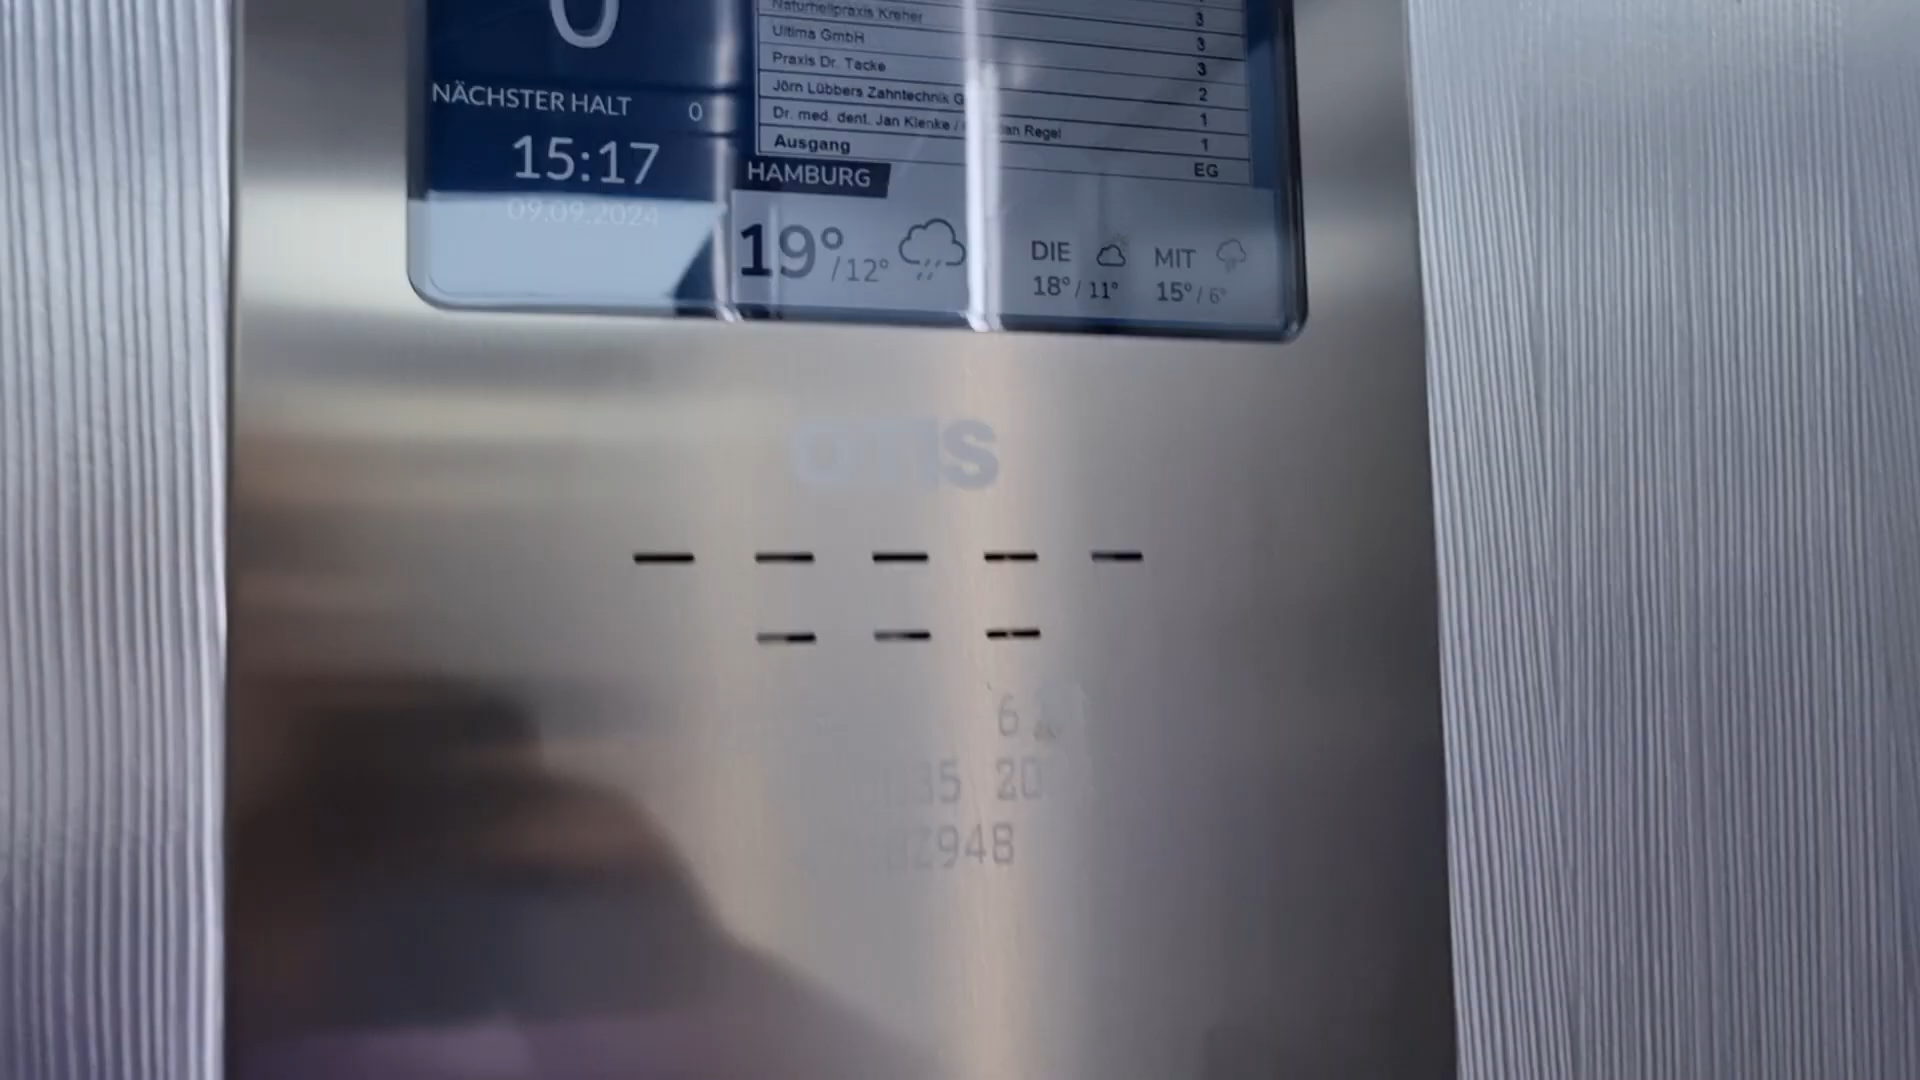 0
NÄCHSTER HALT 0
15:17
09.09.2024
Naturheilpraxis Kreher 3
Ultima GmbH 3
Praxis Dr. Tacke 3
Jörn Lübbers Zahntechnik 2
Dr. med. dent. Jan Klenke / Regel 1
1
Ausgang EG
HAMBURG
19° / 12°
DIE 18° / 11°
MIT 15° / 6°
OTIS
948